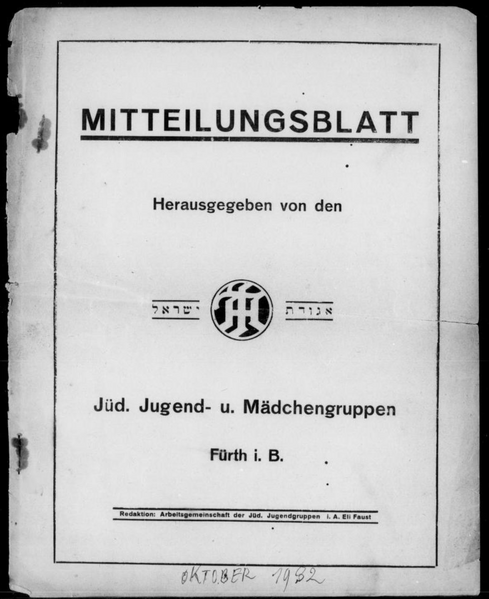 MITTEILUNGSBLATT
Herausgegeben von den
אגודת ישראל
Jüd. Jugend- u. Mädchengruppen
Fürth i. B.
Redaktion: Arbeitsgemeinschaft der Jüd. Jugendgruppen i. A. Eli Faust
OKTOBER 1932